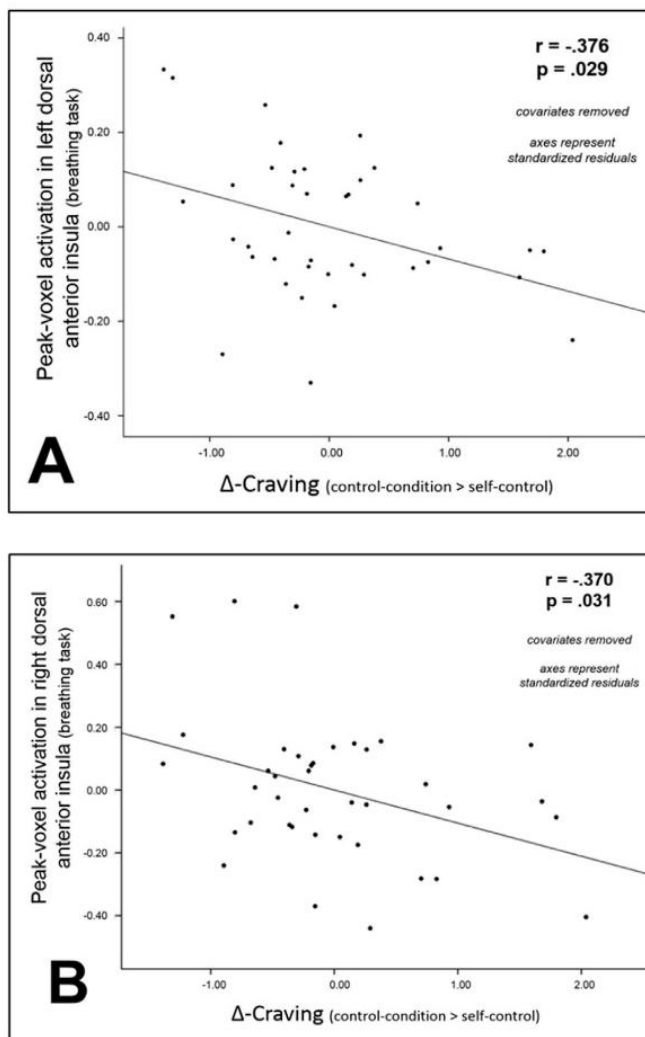 r = -.376
p = .029
covariates removed
axes represent
standardized residuals
Peak-voxel activation in left dorsal
anterior insula (breathing task)
0.40
0.20
0.00
-0.20
-0.40
-1.00
0.00
1.00
2.00
A
Δ-Craving (control-condition > self-control)
r = -.370
p = .031
covariates removed
axes represent
standardized residuals
Peak-voxel activation in right dorsal
anterior insula (breathing task)
0.60
0.40
0.20
0.00
-0.20
-0.40
-1.00
0.00
1.00
2.00
B
Δ-Craving (control-condition > self-control)